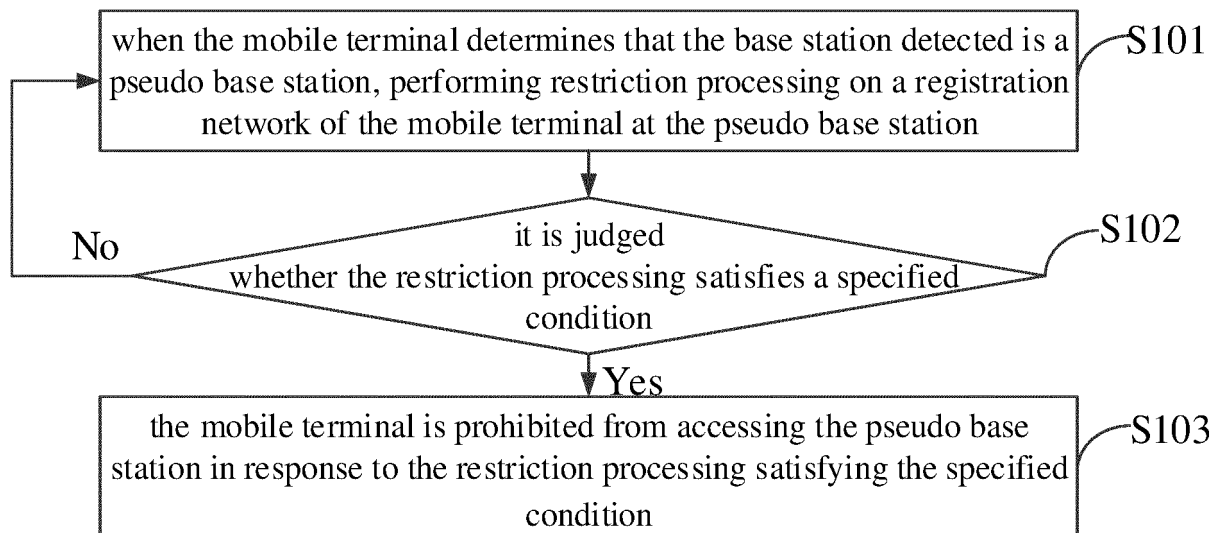 when the mobile terminal determines that the base station detected is a
pseudo base station, performing restriction processing on a registration
network of the mobile terminal at the pseudo base station
S101
it is judged
whether the restriction processing satisfies a specified
condition
S102
No
Yes
the mobile terminal is prohibited from accessing the pseudo base
station in response to the restriction processing satisfying the specified
condition
S103